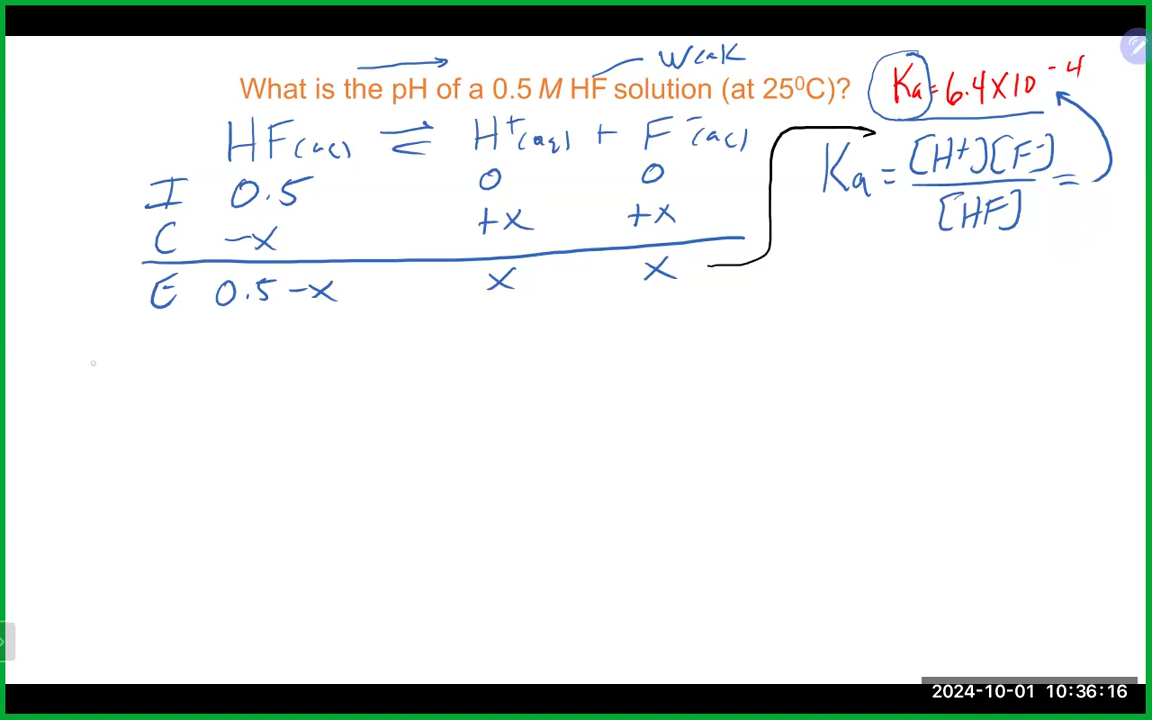 Weak
What is the pH of a 0.5 M HF solution (at 25⁰C)?
Ka = 6.4 x 10⁻⁴
HF(aq) ⇌ H⁺(aq) + F⁻(aq)
Ka = [H⁺][F⁻] / [HF] =
I 0.5 0 0
C -x +x +x
E 0.5-x x x
2024-10-01 10:36:16